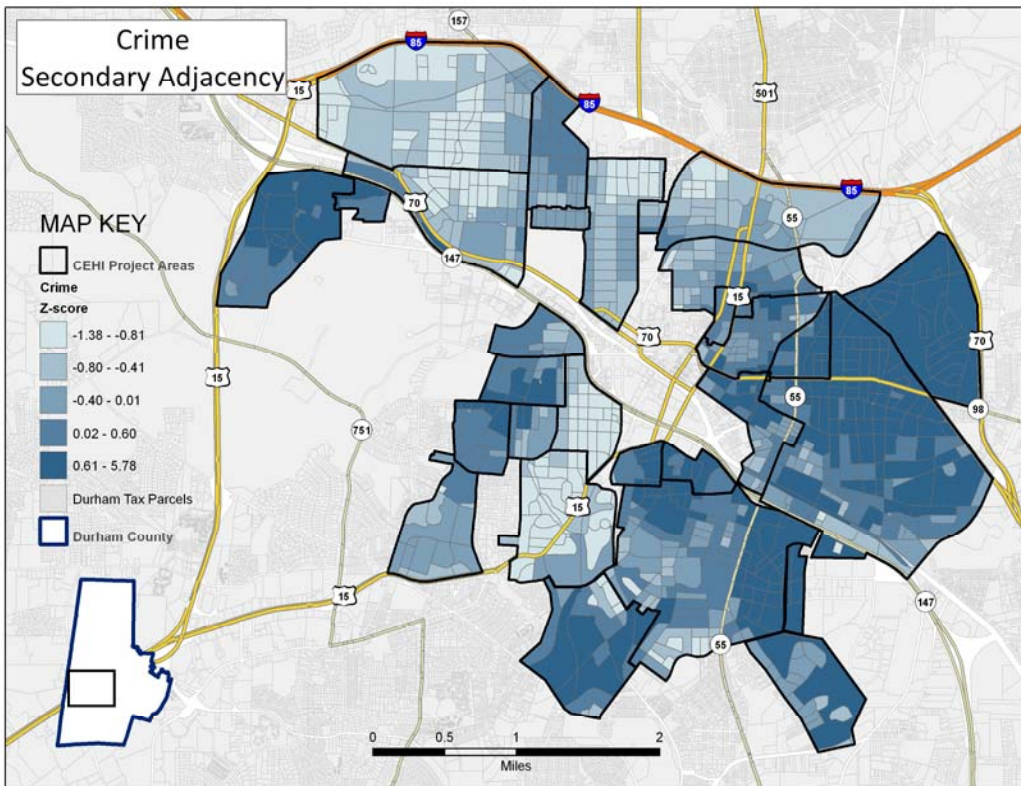 Crime
Secondary Adjacency
157
85
15
85
501
85
70
55
147
15
70
70
15
55
98
751
15
15
147
55
MAP KEY
CEHI Project Areas
Crime
Z-score
-1.38 - -0.81
-0.80 - -0.41
-0.40 - 0.01
0.02 - 0.60
0.61 - 5.78
Durham Tax Parcels
Durham County
0 0.5 1 2
Miles